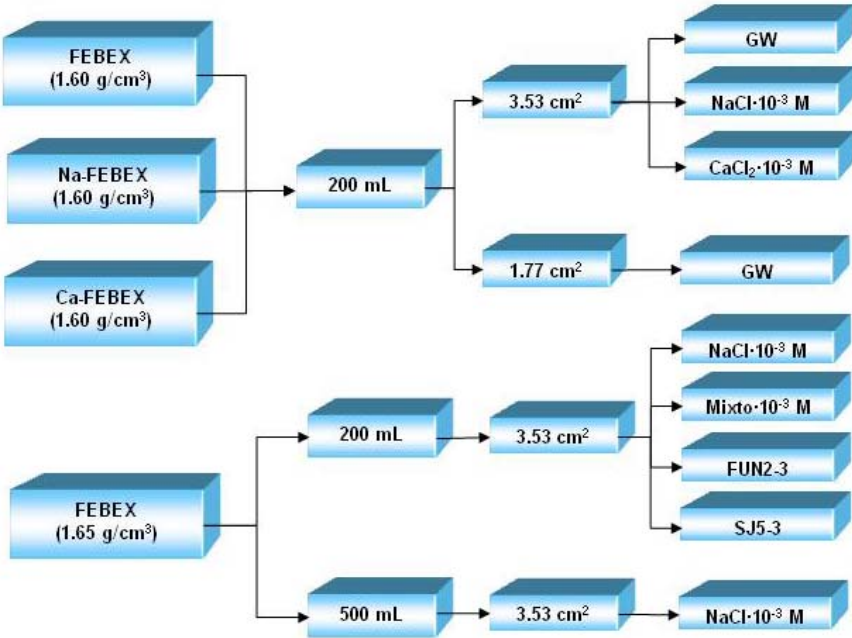 FEBEX
(1.60 g/cm³)
Na-FEBEX
(1.60 g/cm³)
Ca-FEBEX
(1.60 g/cm³)
200 mL
3.53 cm²
GW
NaCl·10⁻³ M
CaCl₂·10⁻³ M
1.77 cm²
GW
FEBEX
(1.65 g/cm³)
200 mL
3.53 cm²
NaCl·10⁻³ M
Mixto·10⁻³ M
FUN2-3
SJ5-3
500 mL
3.53 cm²
NaCl·10⁻³ M